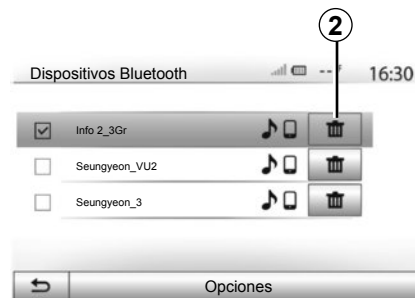 2
Dispositivos Bluetooth 16:30
Info 2_3Gr
Seungyeon_VU2
Seungyeon_3
Opciones